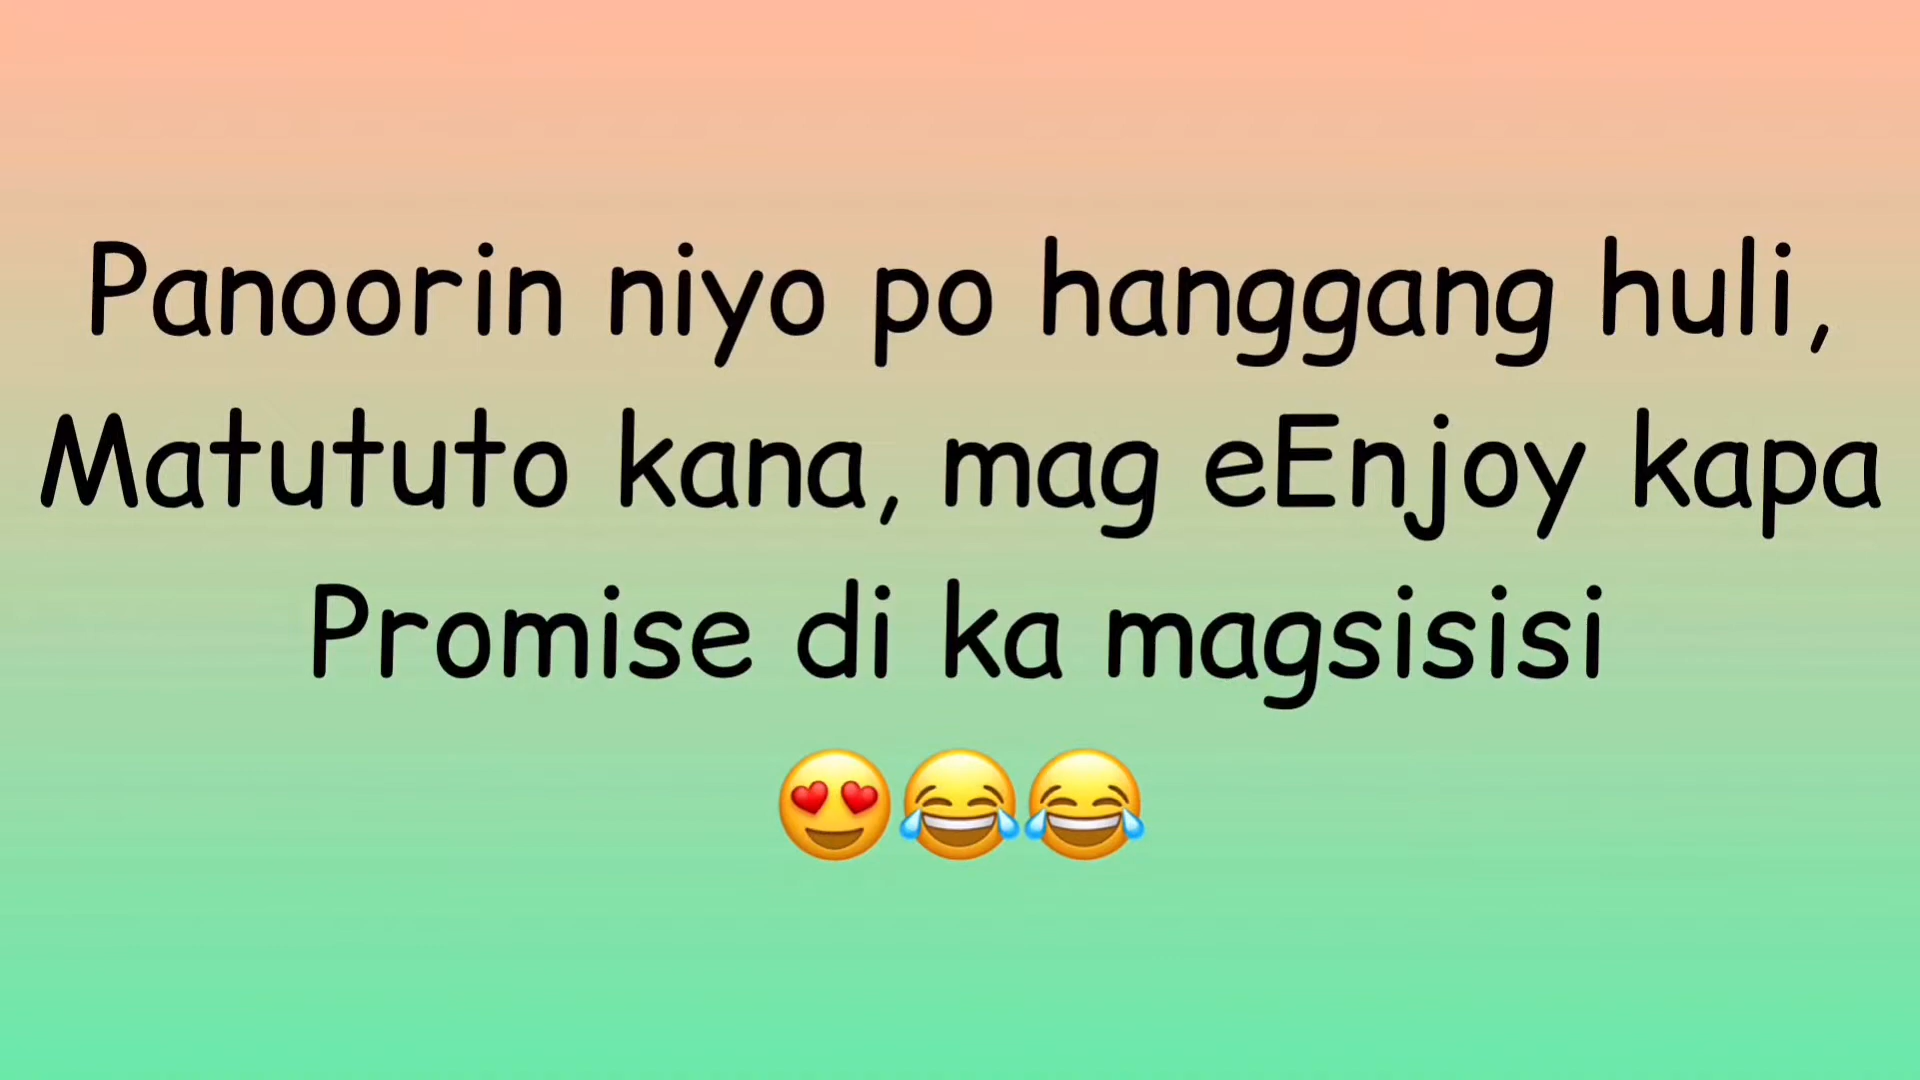 Panoorin niyo po hanggang huli,
Matututo kana, mag eEnjoy kapa
Promise di ka magsisisi
😍😂😂